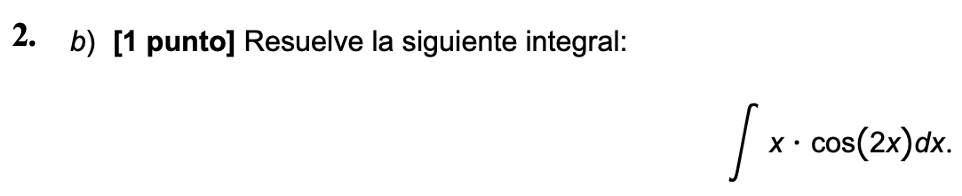 2. b) [1 punto] Resuelve la siguiente integral:
∫ x · cos(2x)dx.